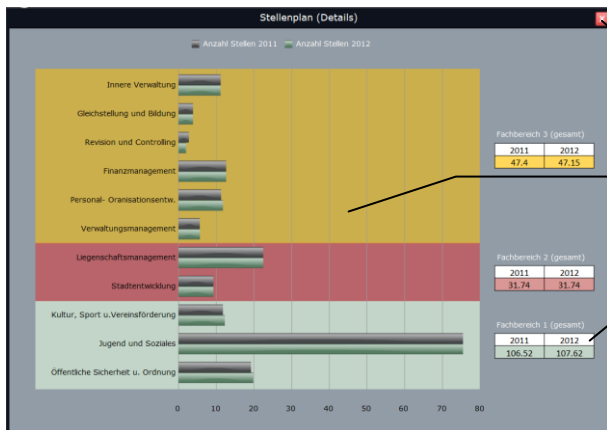 Stellenplan (Details)
Anzahl Stellen 2011 Anzahl Stellen 2012
Innere Verwaltung
Gleichstellung und Bildung
Revision und Controlling
Finanzmanagement
Personal- Oranisationsentw.
Verwaltungsmanagement
Liegenschaftsmanagement
Stadtentwicklung
Kultur, Sport u.Vereinsförderung
Jugend und Soziales
Öffentliche Sicherheit u. Ordnung
0 10 20 30 40 50 60 70 80
Fachbereich 3 (gesamt)
2011 2012
47.4 47.15
Fachbereich 2 (gesamt)
2011 2012
31.74 31.74
Fachbereich 1 (gesamt)
2011 2012
106.52 107.62